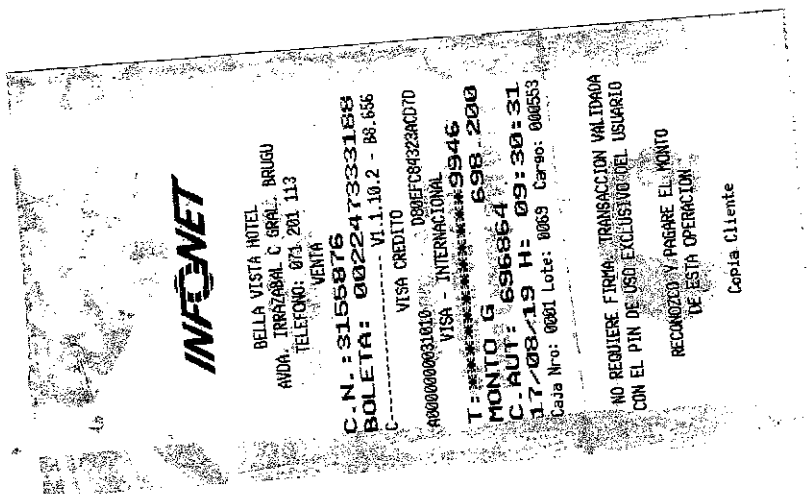 INFONET
BELLA VISTA HOTEL
AVDA. IRRAZABAL C GRAL. BRUGU
TELEFONO: 071 201 113
VENTA
C.N.:3155876
BOLETA: 002247333188
C--------------- V1.1.10.2 - B8.656
VISA CREDITO
A0000000031010 D80EFC84323ACD7D
VISA - INTERNACIONAL
T:************9946
MONTO G 698.200
C.AUT: 696864
17/08/19 H: 09:30:31
Caja Nro: 0001 Lote: 0069 Cargo: 000553
NO REQUIERE FIRMA. TRANSACCION VALIDADA
CON EL PIN DE USO EXCLUSIVO DEL USUARIO
RECONOZCO Y PAGARE EL MONTO
DE ESTA OPERACION
Copia Cliente